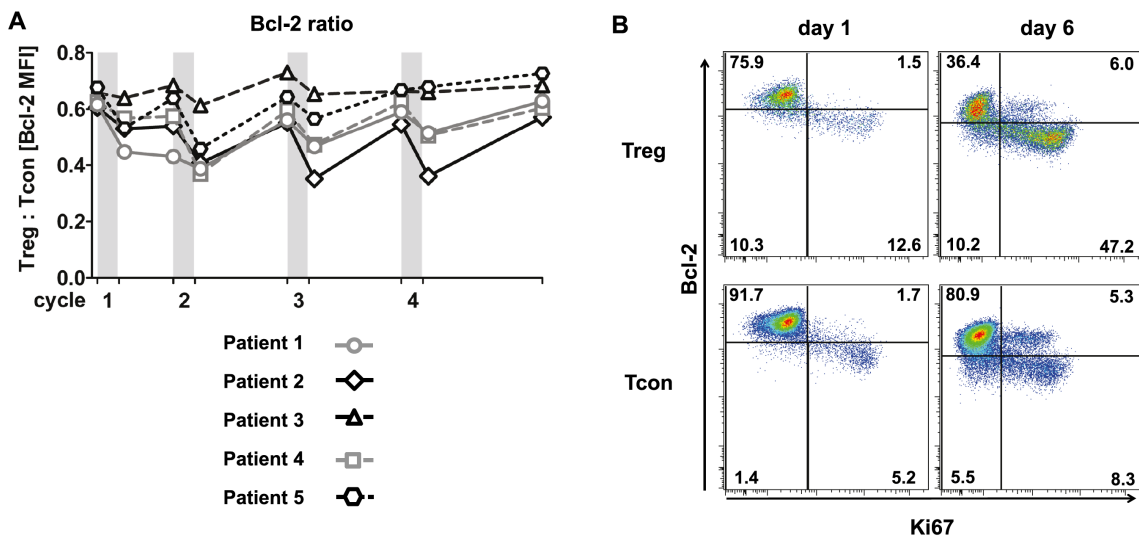 A
Bcl-2 ratio
Treg : Tcon [Bcl-2 MFI]
0.8
0.6
0.4
0.2
0.0
cycle 1 2 3 4
Patient 1
Patient 2
Patient 3
Patient 4
Patient 5
B
day 1 day 6
Treg
75.9 1.5
10.3 12.6
36.4 6.0
10.2 47.2
Tcon
91.7 1.7
1.4 5.2
80.9 5.3
5.5 8.3
Bcl-2
Ki67